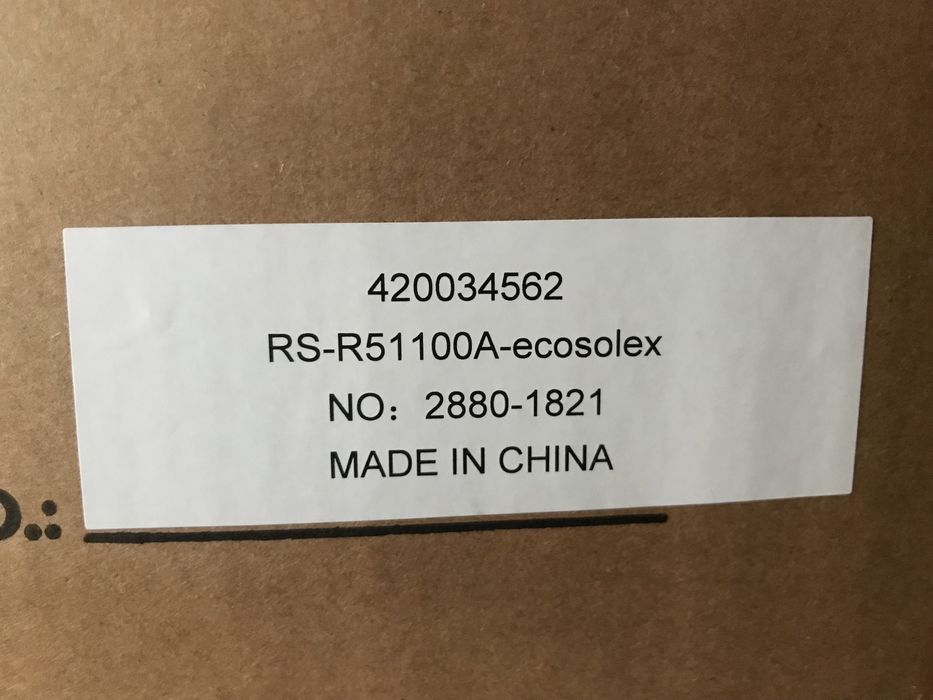 420034562
RS-R51100A-ecosolex
NO：2880-1821
MADE IN CHINA